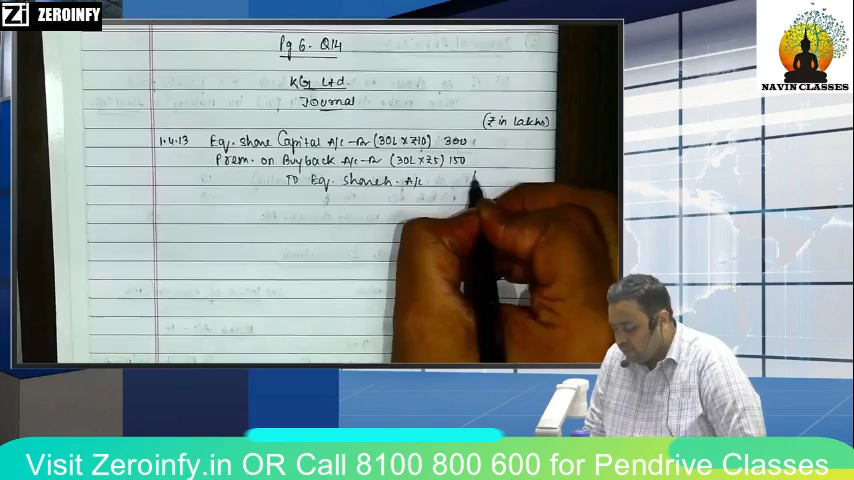 Zi ZEROINFY
NAVIN CLASSES
Pg 6. Q14
KG Ltd.
Journal
(₹ in lakhs)
1.4.13 Eq. Share Capital A/c - Dr (30L x ₹10) 300
Prem. on Buyback A/c - Dr (30L x ₹5) 150
To Eq. Shareh. A/c
Visit Zeroinfy.in OR Call 8100 800 600 for Pendrive Classes